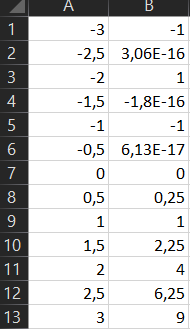 A B
1 -3 -1
2 -2,5 3,06E-16
3 -2 1
4 -1,5 -1,8E-16
5 -1 -1
6 -0,5 6,13E-17
7 0 0
8 0,5 0,25
9 1 1
10 1,5 2,25
11 2 4
12 2,5 6,25
13 3 9